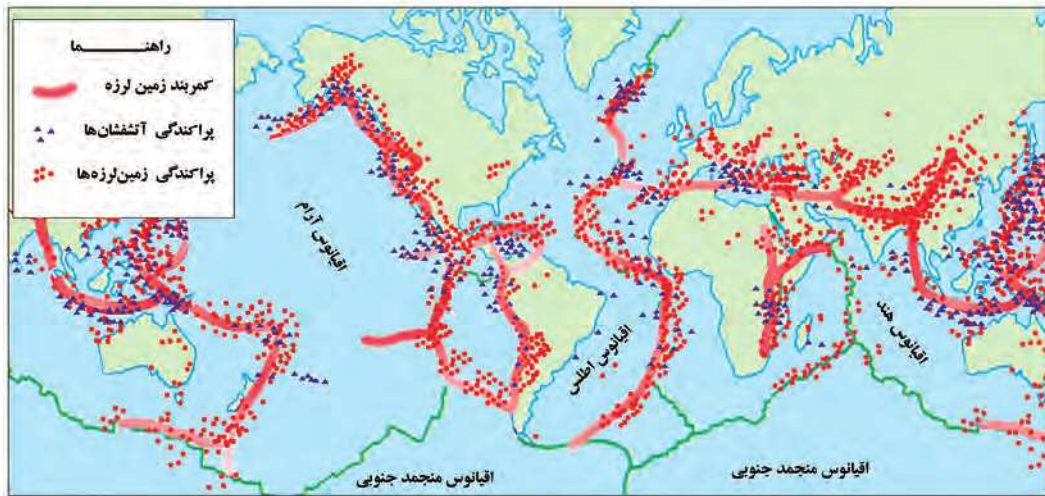 راهنما
کمربند زمین لرزه
پراکندگی آتشفشان‌ها
پراکندگی زمین‌لرزه‌ها
اقیانوس آرام
اقیانوس اطلس
اقیانوس هند
اقیانوس منجمد جنوبی
اقیانوس منجمد جنوبی